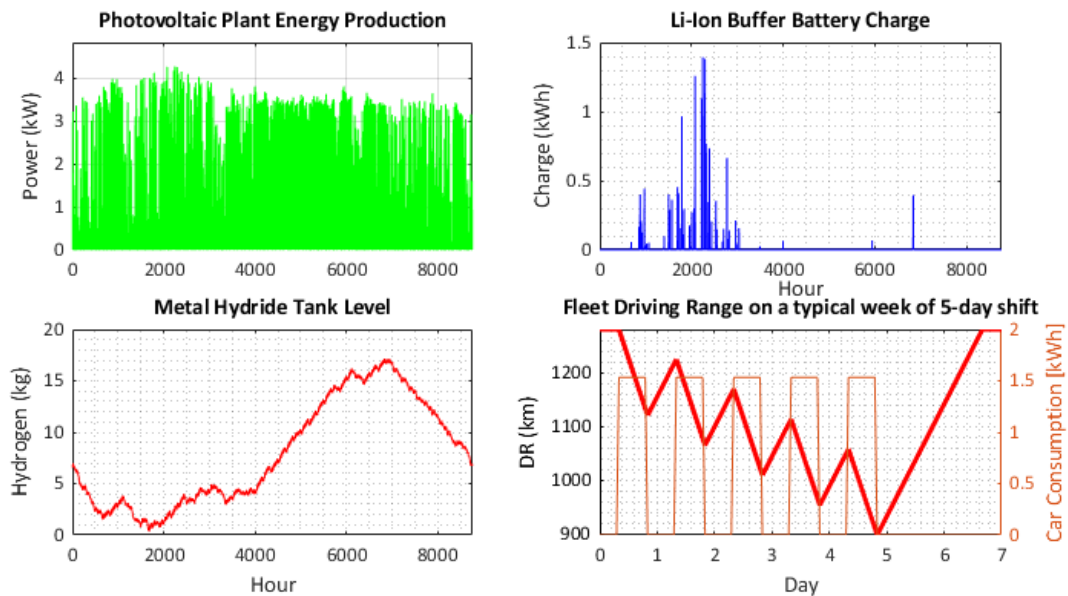 Photovoltaic Plant Energy Production
Power (kW)
4
3
2
1
0
0 2000 4000 6000 8000
Li-Ion Buffer Battery Charge
Charge (kWh)
1.5
1
0.5
0
0 2000 4000 6000 8000
Hour
Metal Hydride Tank Level
Hydrogen (kg)
20
15
10
5
0
0 2000 4000 6000 8000
Hour
Fleet Driving Range on a typical week of 5-day shift
DR (km)
1200
1100
1000
900
2
1.5
1
0.5
0
Car Consumption [kWh]
0 1 2 3 4 5 6 7
Day